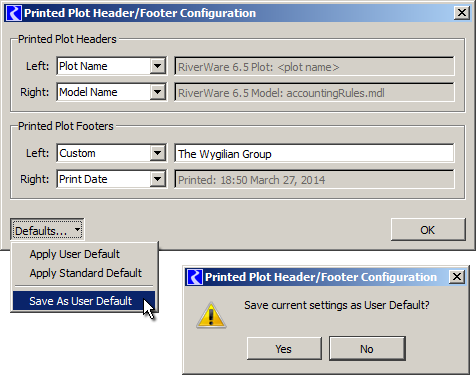 Printed Plot Header/Footer Configuration
Printed Plot Headers
Left: Plot Name RiverWare 6.5 Plot: <plot name>
Right: Model Name RiverWare 6.5 Model: accountingRules.mdl
Printed Plot Footers
Left: Custom The Wygilian Group
Right: Print Date Printed: 18:50 March 27, 2014
Defaults... OK
Apply User Default
Apply Standard Default
Save As User Default
Printed Plot Header/Footer Configuration
Save current settings as User Default?
Yes No